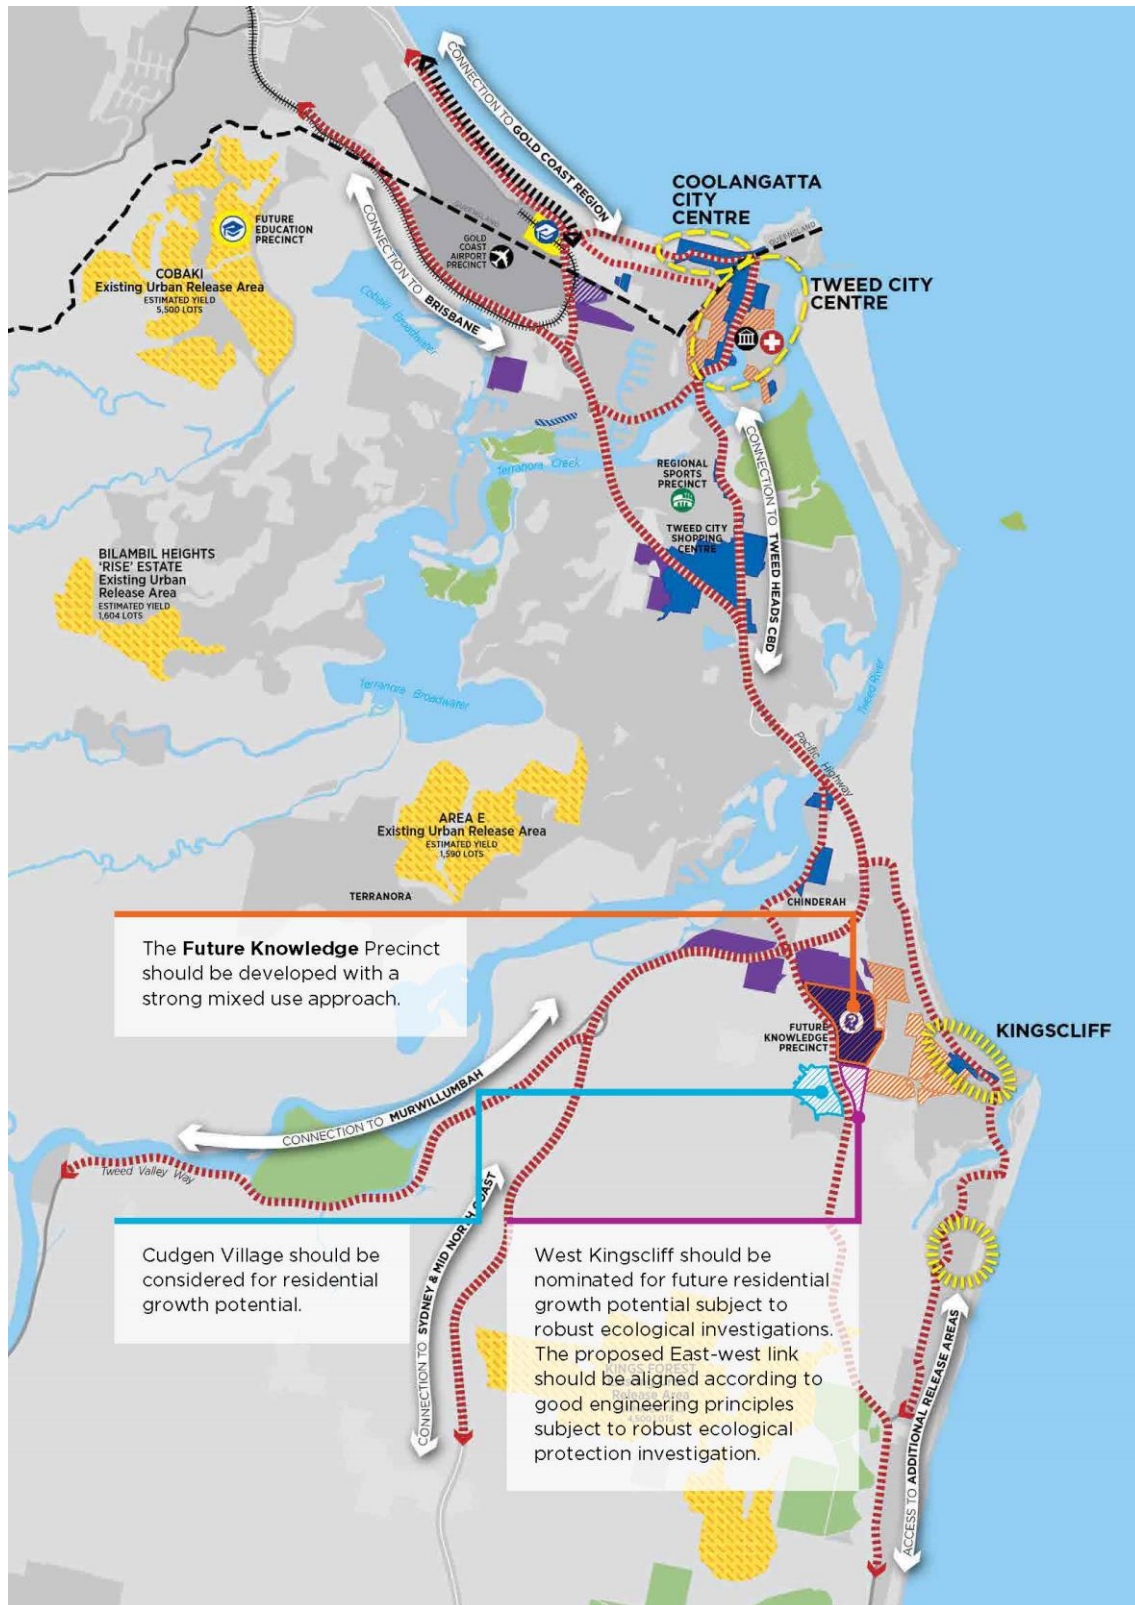 CONNECTION TO GOLD COAST REGION
COOLANGATTA
CITY
CENTRE
QUEENSLAND
QUEENSLAND
FUTURE
EDUCATION
PRECINCT
GOLD
COAST
AIRPORT
PRECINCT
CONNECTION TO BRISBANE
COBAKI
Existing Urban Release Area
ESTIMATED YIELD
5,500 LOTS
Cobaki Broadwater
TWEED CITY
CENTRE
Terranora Creek
REGIONAL
SPORTS
PRECINCT
TWEED CITY
SHOPPING
CENTRE
CONNECTION TO TWEED HEADS CBD
BILAMBIL HEIGHTS
'RISE' ESTATE
Existing Urban
Release Area
ESTIMATED YIELD
1,604 LOTS
Terranora Broadwater
Tweed River
Pacific Highway
AREA E
Existing Urban Release Area
ESTIMATED YIELD
1,590 LOTS
TERRANORA
CHINDERAH
The Future Knowledge Precinct
should be developed with a
strong mixed use approach.
FUTURE
KNOWLEDGE
PRECINCT
KINGSCLIFF
CONNECTION TO MURWILLUMBAH
Tweed Valley Way
CONNECTION TO SYDNEY & MID NORTH COAST
Cudgen Village should be
considered for residential
growth potential.
West Kingscliff should be
nominated for future residential
growth potential subject to
robust ecological investigations.
The proposed East-west link
should be aligned according to
good engineering principles
subject to robust ecological
protection investigation.
KINGS FOREST
Release Area
4,500 LOTS
ACCESS TO ADDITIONAL RELEASE AREAS